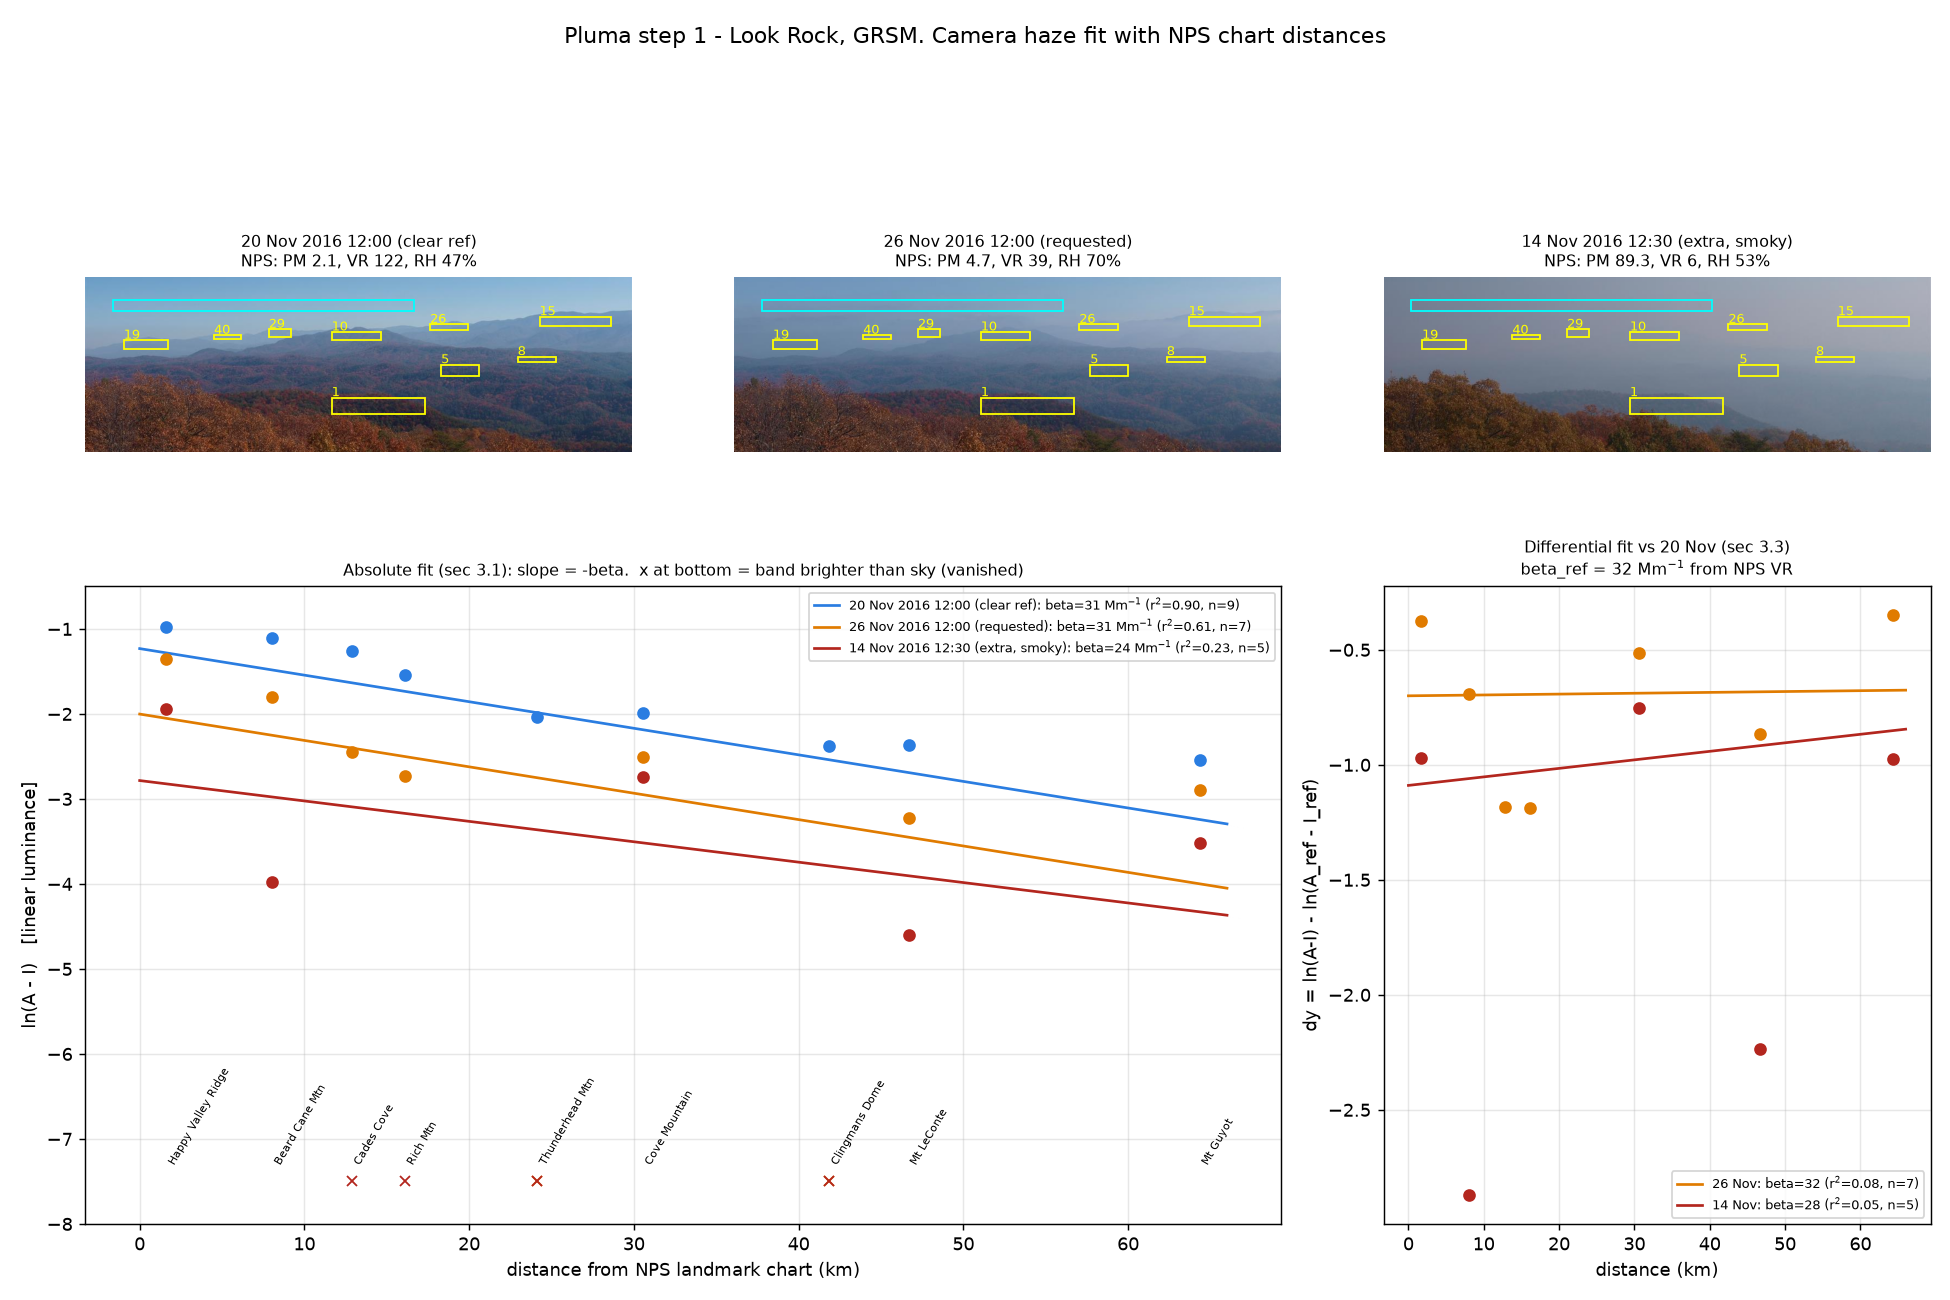 Pluma step 1 - Look Rock, GRSM. Camera haze fit with NPS chart distances
20 Nov 2016 12:00 (clear ref)
NPS: PM 2.1, VR 122, RH 47%
19
40
29
10
26
15
5
8
1
26 Nov 2016 12:00 (requested)
NPS: PM 4.7, VR 39, RH 70%
19
40
29
10
26
15
5
8
1
14 Nov 2016 12:30 (extra, smoky)
NPS: PM 89.3, VR 6, RH 53%
19
40
29
10
26
15
5
8
1
Absolute fit (sec 3.1): slope = -beta.  x at bottom = band brighter than sky (vanished)
ln(A - I)   [linear luminance]
−1
−2
−3
−4
−5
−6
−7
−8
20 Nov 2016 12:00 (clear ref): beta=31 Mm⁻¹ (r²=0.90, n=9)
26 Nov 2016 12:00 (requested): beta=31 Mm⁻¹ (r²=0.61, n=7)
14 Nov 2016 12:30 (extra, smoky): beta=24 Mm⁻¹ (r²=0.23, n=5)
Happy Valley Ridge
Beard Cane Mtn
Cades Cove
Rich Mtn
Thunderhead Mtn
Cove Mountain
Clingmans Dome
Mt LeConte
Mt Guyot
0 10 20 30 40 50 60
distance from NPS landmark chart (km)
Differential fit vs 20 Nov (sec 3.3)
beta_ref = 32 Mm⁻¹ from NPS VR
dy = ln(A-I) - ln(A_ref - I_ref)
−0.5
−1.0
−1.5
−2.0
−2.5
26 Nov: beta=32 (r²=0.08, n=7)
14 Nov: beta=28 (r²=0.05, n=5)
0 10 20 30 40 50 60
distance (km)